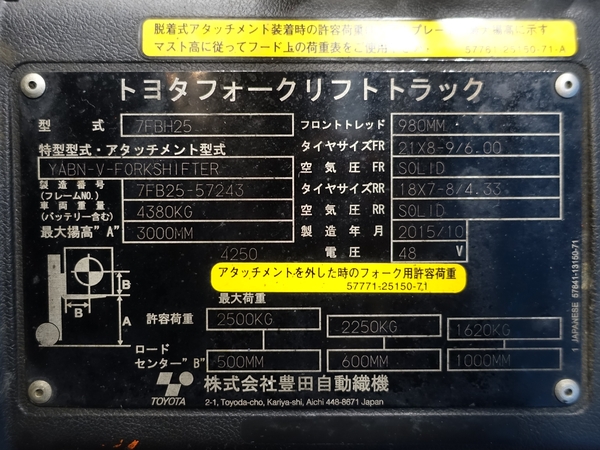 脱着式アタッチメント装着時の許容荷重
マスト高に従ってフード上の荷重表をご使用
57761-25150-71-A
トヨタフォークリフトトラック
型 式 7FBH25 フロントトレッド 980MM
特型型式・アタッチメント型式 タイヤサイズFR 21X8-9/6.00
YABN-V-FORKSHIFTER 空気圧 FR SOLID
製造番号 (フレームNO.) 7FB25-57243 タイヤサイズRR 18X7-8/4.33
車両重量 (バッテリー含む) 4380KG 空気圧 RR SOLID
最大揚高"A" 3000MM 製造年月 2015/10
4250 電圧 48 V
アタッチメントを外した時のフォーク用許容荷重
57771-25150-71
B
B
A
最大荷重
許容荷重 2500KG 2250KG 1620KG
ロード
センター"B" 500MM 600MM 1000MM
TOYOTA 株式会社豊田自動織機
2-1, Toyoda-cho, Kariya-shi, Aichi 448-8671 Japan
1 JAPANESE 57641-13150-71